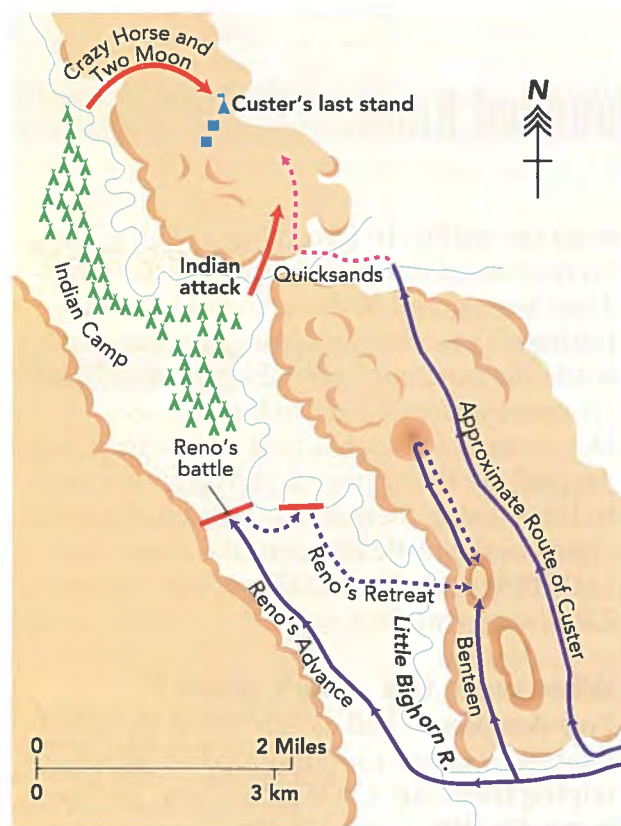 Crazy Horse and
Two Moon
Custer's last stand
N
Indian
attack
Quicksands
Indian Camp
Reno's
battle
Approximate Route of Custer
Reno's Retreat
Reno's Advance
Little Bighorn R.
Benteen
0
2 Miles
0
3 km